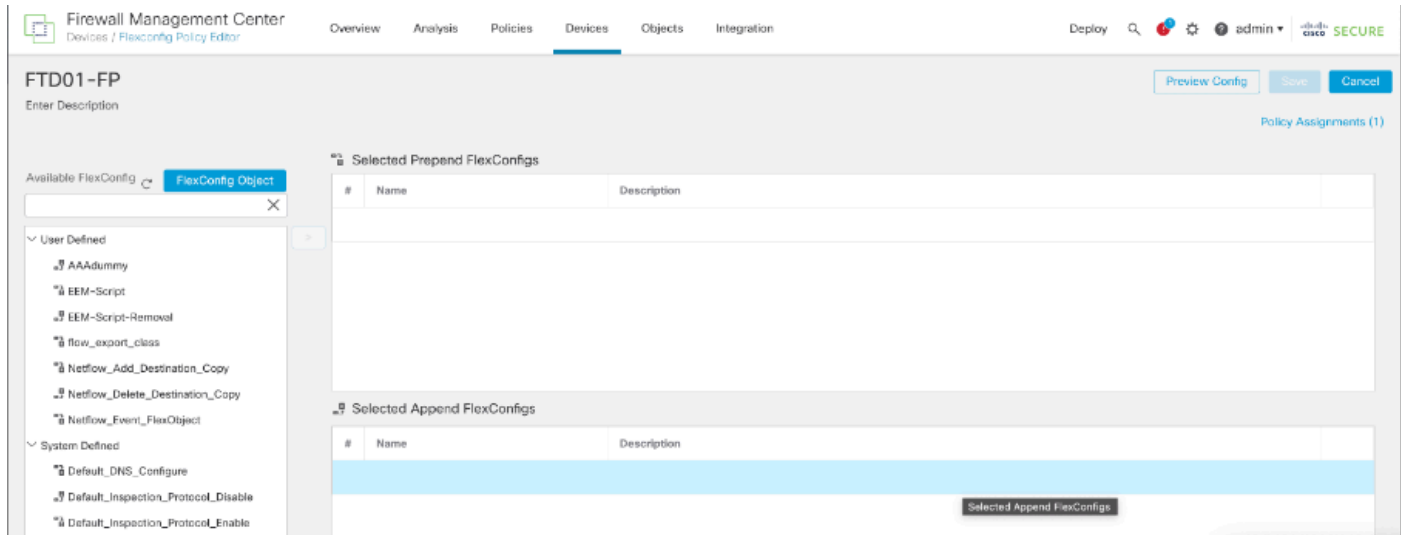 Firewall Management Center
Devices / Flexconfig Policy Editor
Overview Analysis Policies Devices Objects Integration
Deploy admin cisco SECURE
FTD01-FP
Enter Description
Preview Config Save Cancel
Policy Assignments (1)
Available FlexConfig FlexConfig Object
User Defined
AAAdummy
EEM-Script
EEM-Script-Removal
flow_export_class
Netflow_Add_Destination_Copy
Netflow_Delete_Destination_Copy
Netflow_Event_FlexObject
System Defined
Default_DNS_Configure
Default_Inspection_Protocol_Disable
Default_Inspection_Protocol_Enable
Selected Prepend FlexConfigs
# Name Description
Selected Append FlexConfigs
# Name Description
Selected Append FlexConfigs